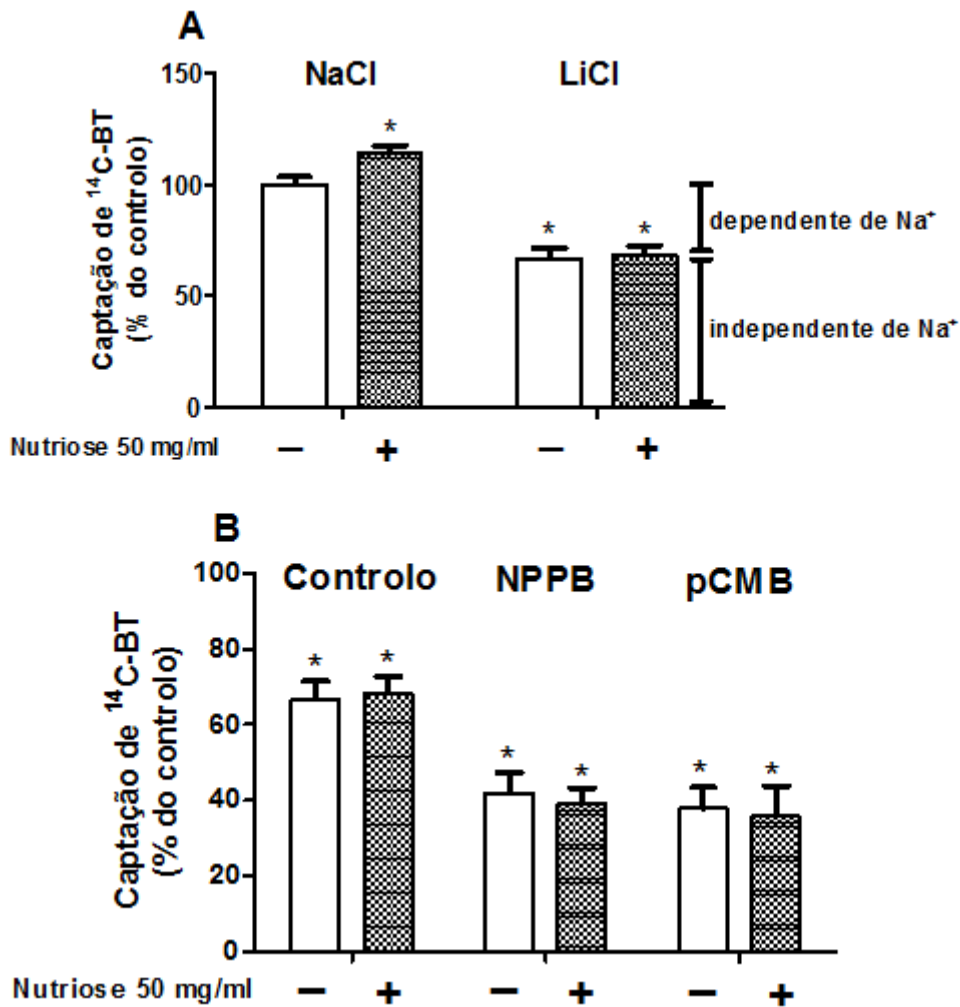 A
NaCl LiCl
Captação de ¹⁴C-BT
(% do controlo)
150
100
50
0
* * *
dependente de Na⁺
independente de Na⁺
Nutriose 50 mg/ml − + − +
B
Controlo NPPB pCMB
Captação de ¹⁴C-BT
(% do controlo)
100
80
60
40
20
0
* * * * * *
Nutriose 50 mg/ml − + − + − +